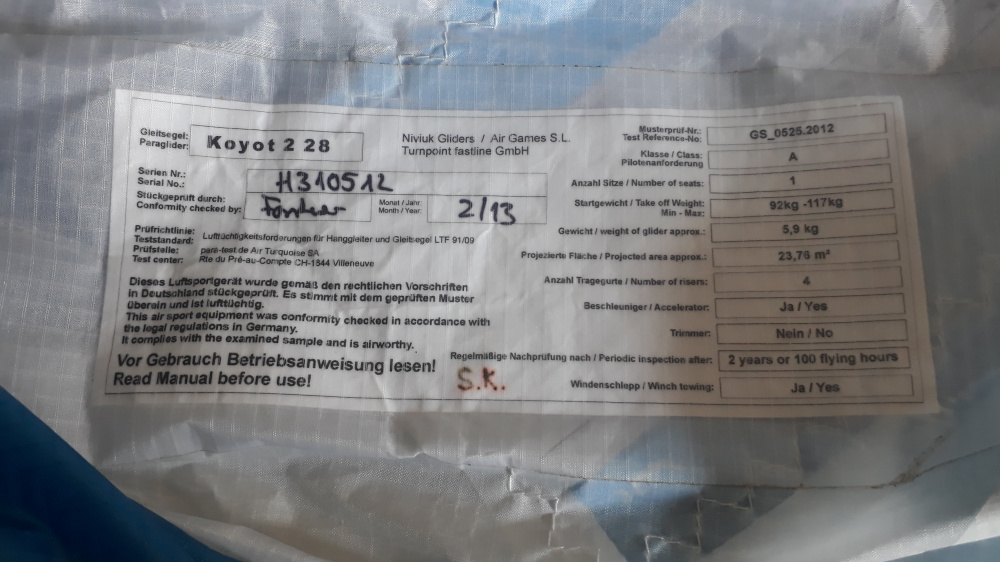 Gleitsegel:
Paraglider:
Koyot 2 28
Niviuk Gliders / Air Games S.L.
Turnpoint fastline GmbH
Serien Nr.:
Serial No.:
H310512
Stückgeprüft durch:
Conformity checked by:
Monat / Jahr:
Month / Year:
2/13
Prüfrichtlinie:
Teststandard:
Lufttüchtigkeitsforderungen für Hänggleiter und Gleitsegel LTF 91/09
Prüfstelle:
Test center:
para-test.de Air Turquoise SA
Rte du Pré-au-Compte CH-1844 Villeneuve
Dieses Luftsportgerät wurde gemäß den rechtlichen Vorschriften
in Deutschland stückgeprüft. Es stimmt mit dem geprüften Muster
überein und ist lufttüchtig.
This air sport equipment was conformity checked in accordance with
the legal regulations in Germany.
It complies with the examined sample and is airworthy.
Vor Gebrauch Betriebsanweisung lesen!
Read Manual before use!
S.K.
Musterprüf-Nr.:
Test Reference-No:
GS_0525.2012
Klasse / Class:
Pilotenanforderung
A
Anzahl Sitze / Number of seats:
1
Startgewicht / Take off Weight:
Min - Max:
92kg -117kg
Gewicht / weight of glider approx.:
5,9 kg
Projezierte Fläche / Projected area approx.:
23,76 m²
Anzahl Tragegurte / Number of risers:
4
Beschleuniger / Accelerator:
Ja / Yes
Trimmer:
Nein / No
Regelmäßige Nachprüfung nach / Periodic inspection after:
2 years or 100 flying hours
Windenschlepp / Winch towing:
Ja / Yes